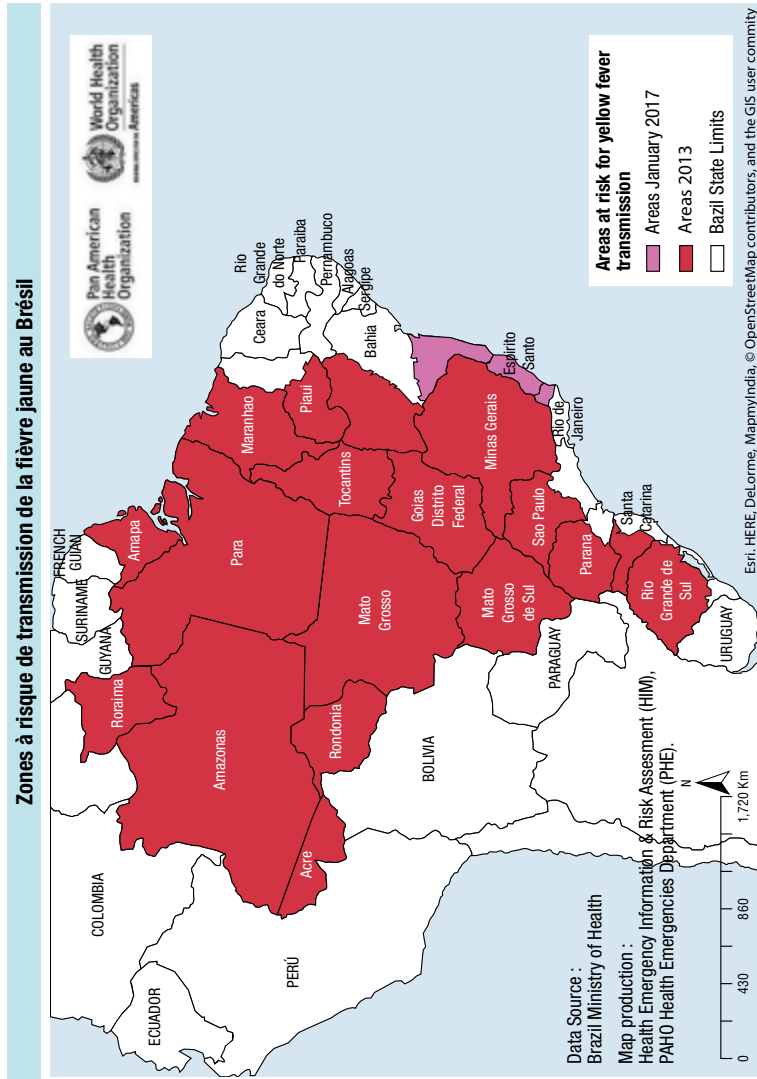 Zones à risque de transmission de la fièvre jaune au Brésil
Pan American
Health
Organization
World Health
Organization
Americas
COLOMBIA
ECUADOR
PERÚ
BOLIVIA
PARAGUAY
URUGUAY
GUYANA
SURINAME
FRENCH
GUIAN
Roraima
Amapa
Amazonas
Para
Acre
Rondonia
Mato
Grosso
Maranhao
Piaui
Tocantins
Ceara
Rio
Grande
do Norte
Paraiba
Pernambuco
Alagoas
Sergipe
Bahia
Goias
Distrito
Federal
Minas Gerais
Espirito
Santo
Rio de
Janeiro
Mato
Grosso
de Sul
Sao Paulo
Parana
Santa
Catarina
Rio
Grande de
Sul
Areas at risk for yellow fever
transmission
Areas January 2017
Areas 2013
Bazil State Limits
Data Source :
Brazil Ministry of Health
Map production :
Health Emergency Information & Risk Assesment (HIM),
PAHO Health Emergencies Department (PHE).
N
0 430 860 1,720 Km
Esri. HERE, DeLorme, MapmyIndia, © OpenStreetMap contributors, and the GIS user commity